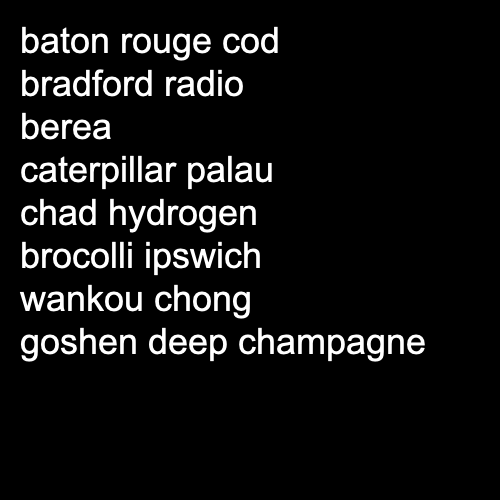 baton rouge cod
bradford radio
berea
caterpillar palau
chad hydrogen
brocolli ipswich
wankou chong
goshen deep champagne